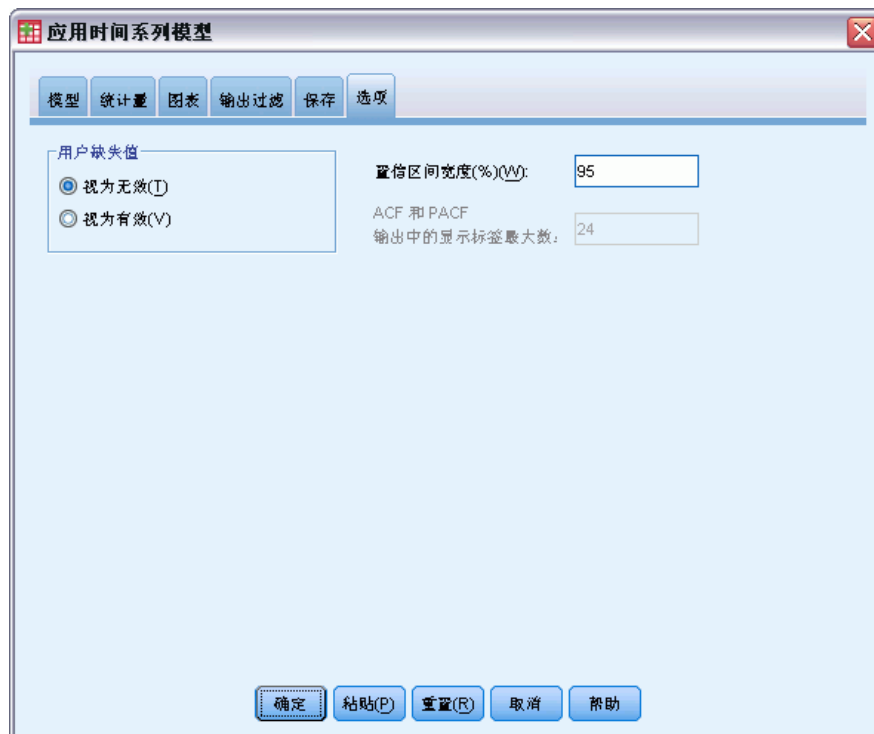 应用时间序列模型
模型 统计量 图表 输出过滤 保存 选项
用户缺失值
视为无效(T)
视为有效(V)
置信区间宽度(%)(W):
95
ACF 和 PACF
输出中的显示标签最大数:
24
确定 粘贴(P) 重置(R) 取消 帮助